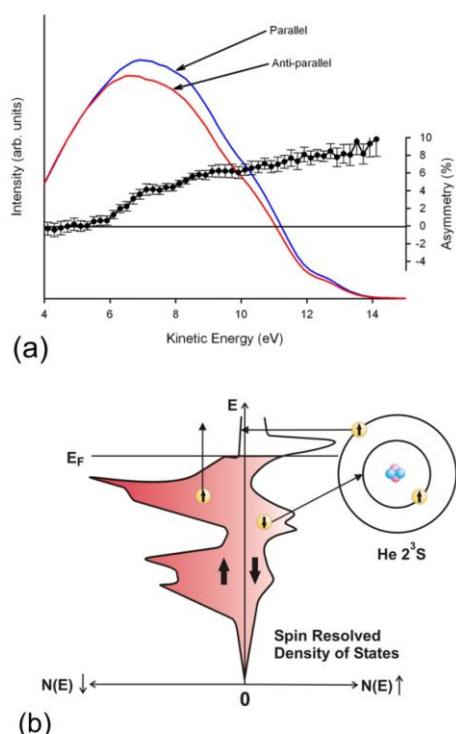 Parallel
Anti-parallel
Intensity (arb. units)
Asymmetry (%)
10
8
6
4
2
0
-2
-4
4 6 8 10 12 14
Kinetic Energy (eV)
(a)
E
E_F
He 2³S
Spin Resolved
Density of States
N(E)↓ 0 N(E)↑
(b)